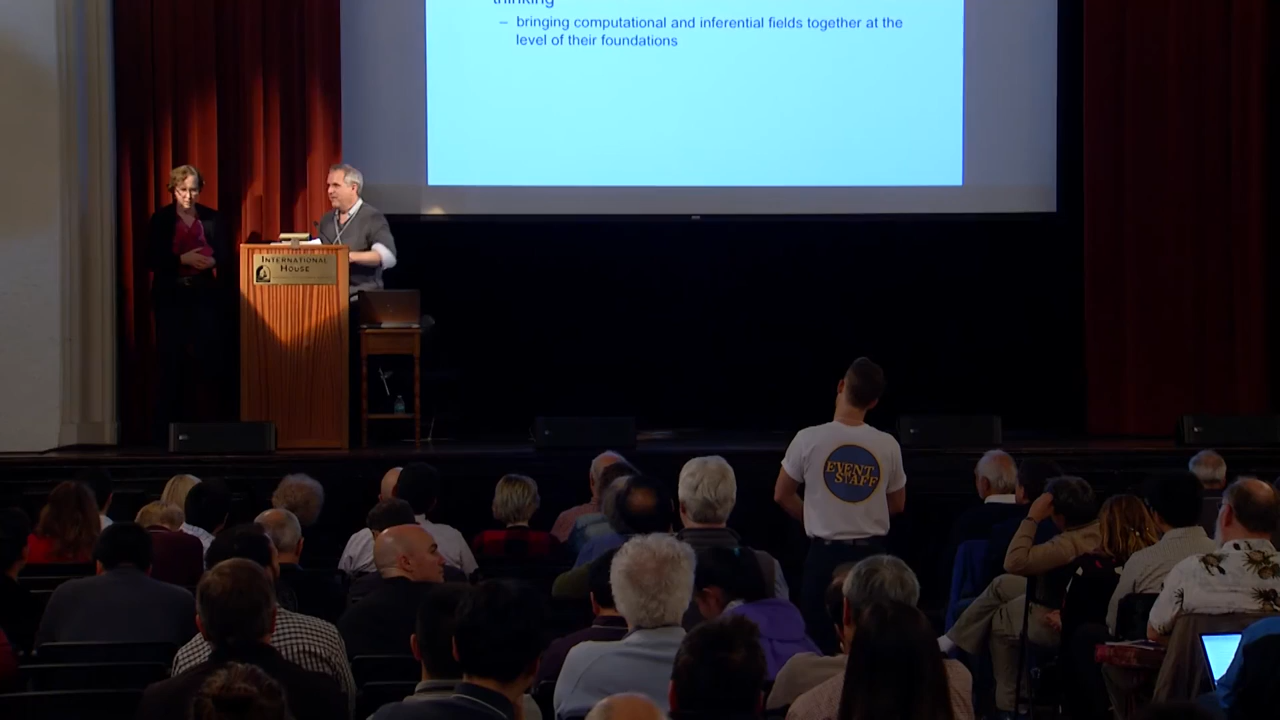 thinking
– bringing computational and inferential fields together at the
level of their foundations
INTERNATIONAL
HOUSE
EVENT
STAFF